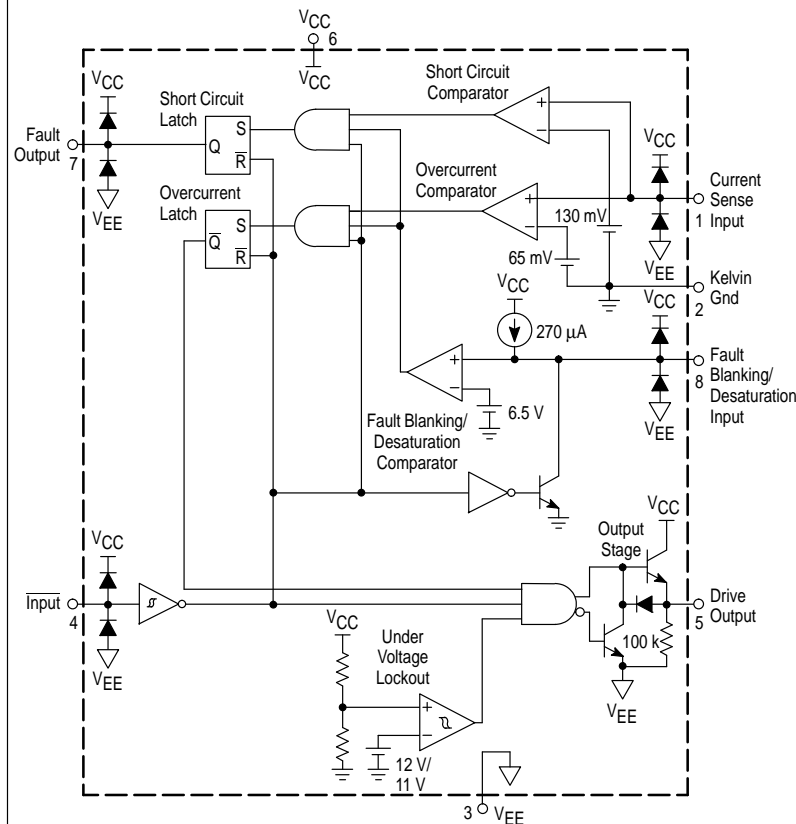 VCC
6
VCC
VCC
Short Circuit
Latch
Short Circuit
Comparator
S
Q
R̅
+
−
VCC
Fault
Output
7
VEE
Overcurrent
Latch
Overcurrent
Comparator
S
Q̅
R̅
+
−
130 mV
65 mV
Current
Sense
Input
1
VEE
Kelvin
Gnd
2
VCC
VCC
270 μA
+
−
6.5 V
Fault
Blanking/
Desaturation
Input
8
VEE
Fault Blanking/
Desaturation
Comparator
VCC
Output
Stage
VCC
I̅n̅p̅u̅t̅
4
VEE
Drive
Output
5
100 k
VEE
VCC
Under
Voltage
Lockout
+
−
12 V/
11 V
3
VEE